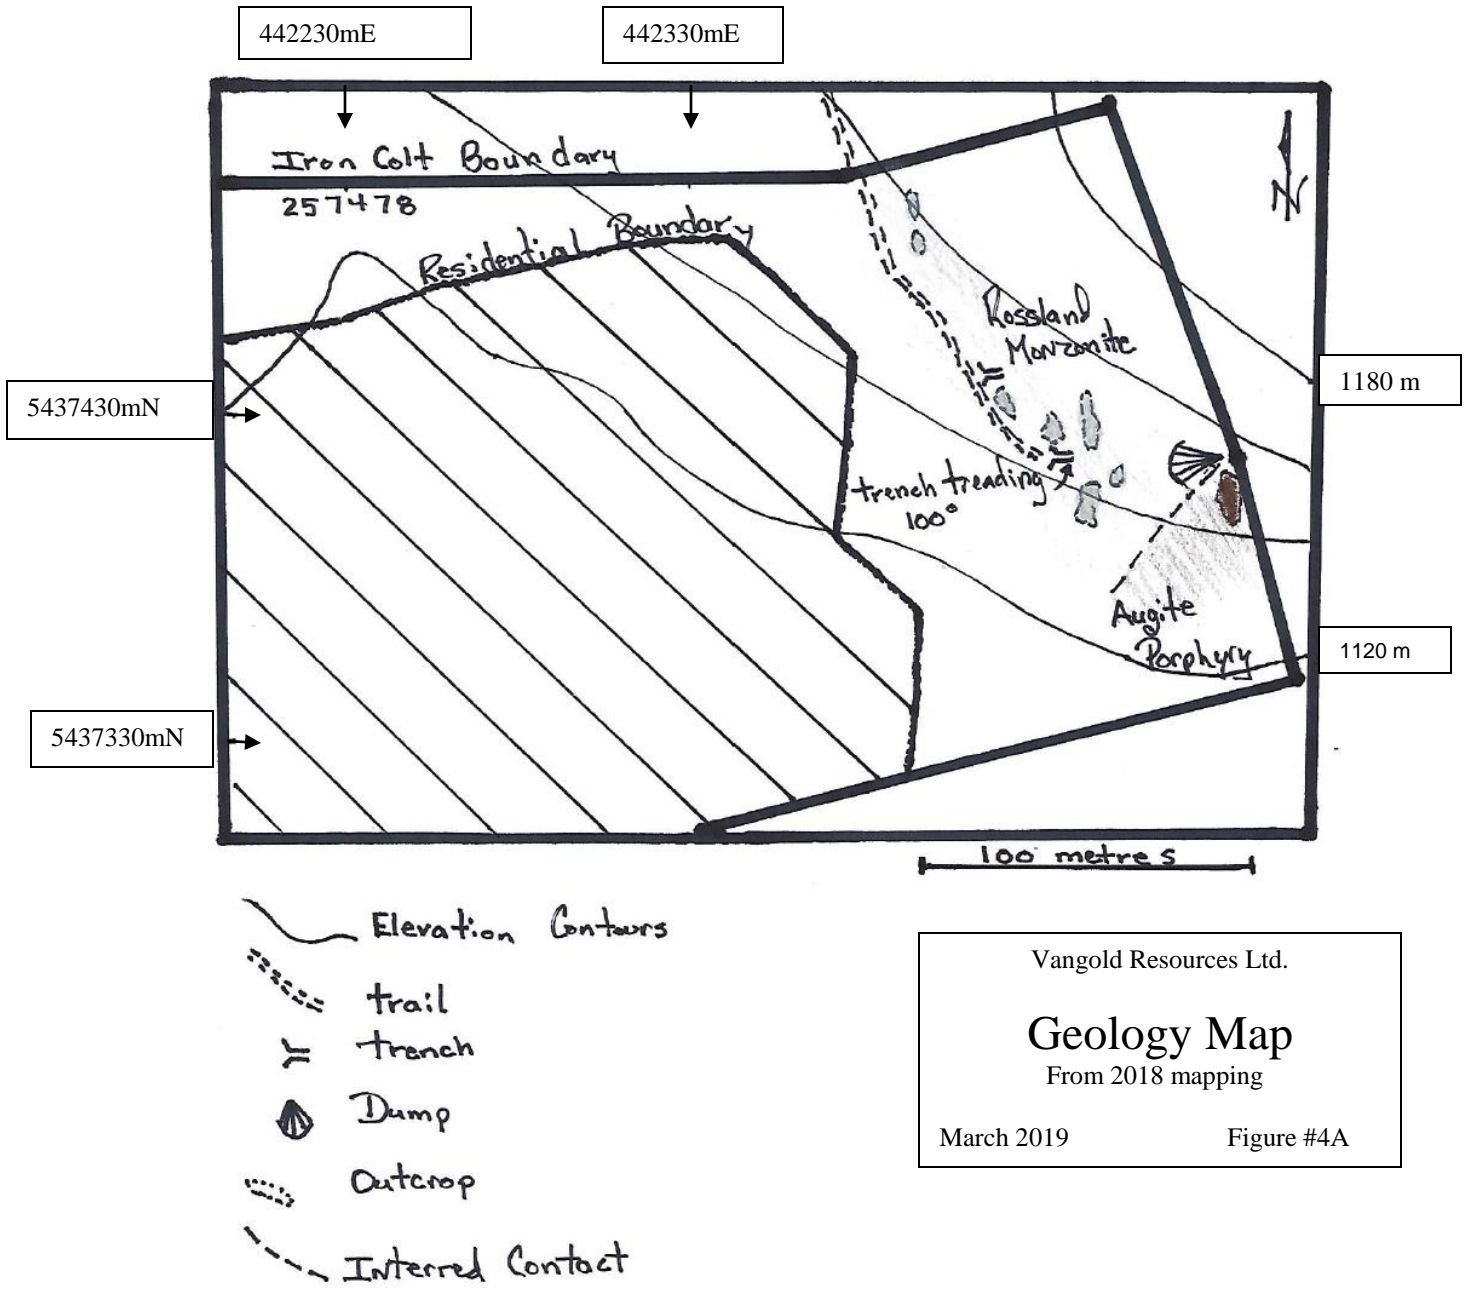 442230mE
442330mE
Iron Colt Boundary
257478
Residential Boundary
N
Rossland
Monzonite
1180 m
5437430mN
trench treading
100°
Augite
Porphyry
1120 m
5437330mN
100 metres
Elevation Contours
trail
trench
Dump
Outcrop
Interred Contact
Vangold Resources Ltd.
Geology Map
From 2018 mapping
March 2019
Figure #4A